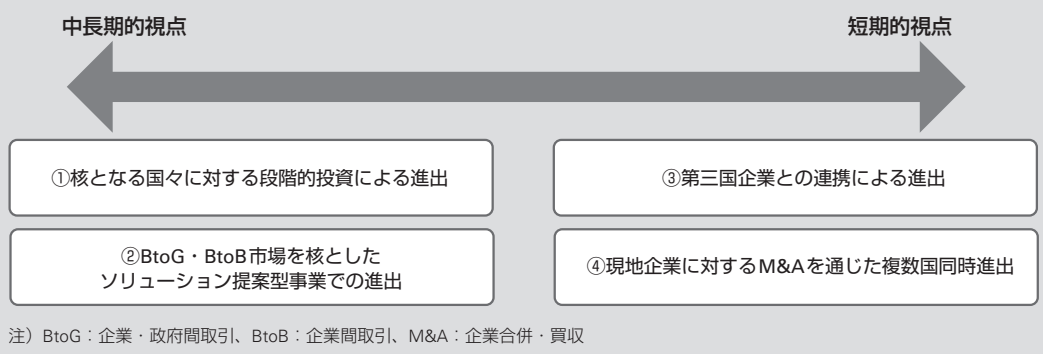 中長期的視点
短期的視点
①核となる国々に対する段階的投資による進出
③第三国企業との連携による進出
②BtoG・BtoB市場を核とした
ソリューション提案型事業での進出
④現地企業に対するM&Aを通じた複数国同時進出
注）BtoG：企業・政府間取引、BtoB：企業間取引、M&A：企業合併・買収